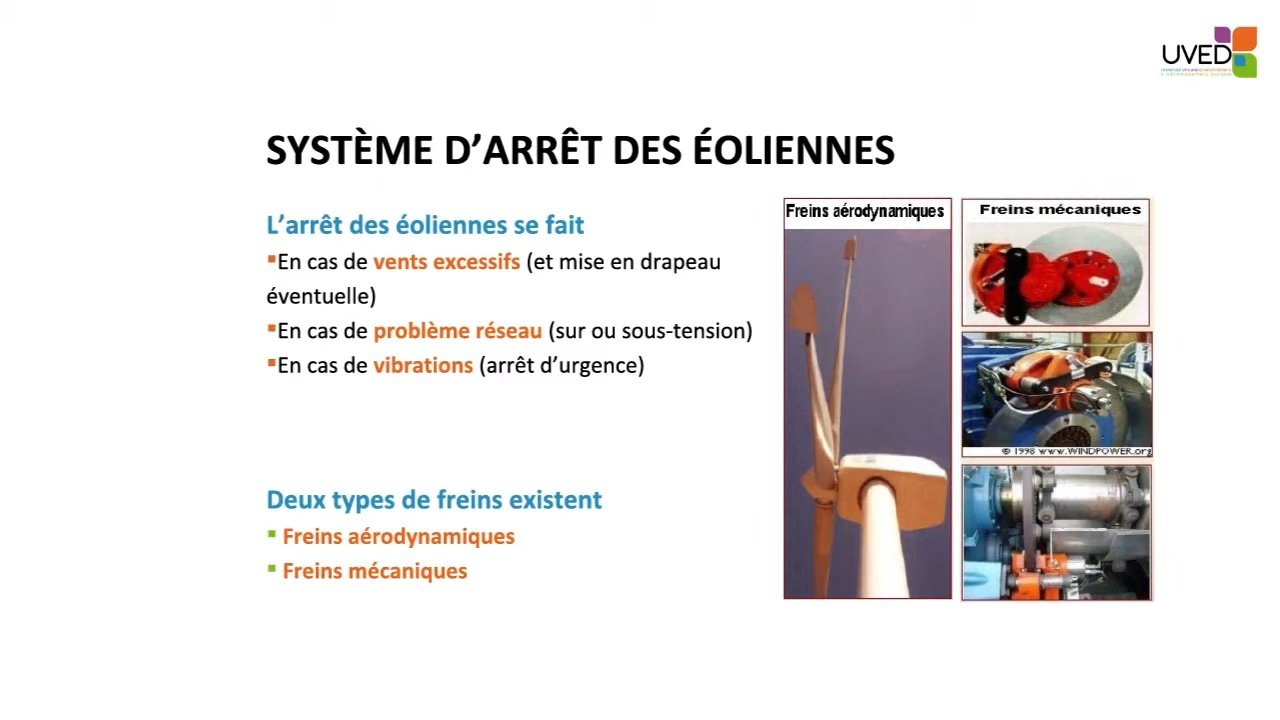 UVED
SYSTÈME D’ARRÊT DES ÉOLIENNES
L’arrêt des éoliennes se fait
▪En cas de vents excessifs (et mise en drapeau
éventuelle)
▪En cas de problème réseau (sur ou sous-tension)
▪En cas de vibrations (arrêt d’urgence)
Deux types de freins existent
▪ Freins aérodynamiques
▪ Freins mécaniques
Freins aérodynamiques
Freins mécaniques
© 1998 www.WINDPOWER.org